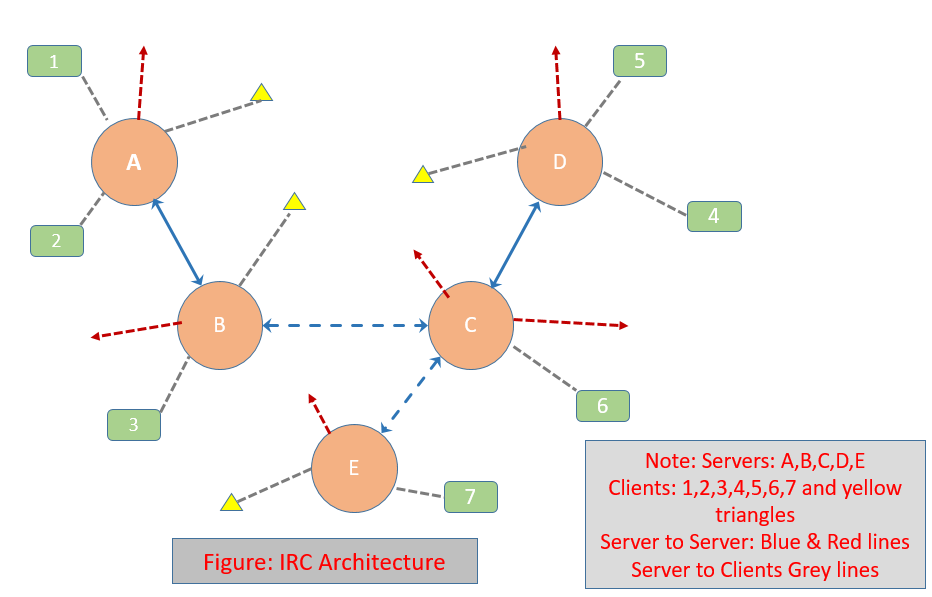 1
5
A
D
2
4
B
C
3
6
E
7
Note: Servers: A,B,C,D,E
Clients: 1,2,3,4,5,6,7 and yellow
triangles
Server to Server: Blue & Red lines
Server to Clients Grey lines
Figure: IRC Architecture